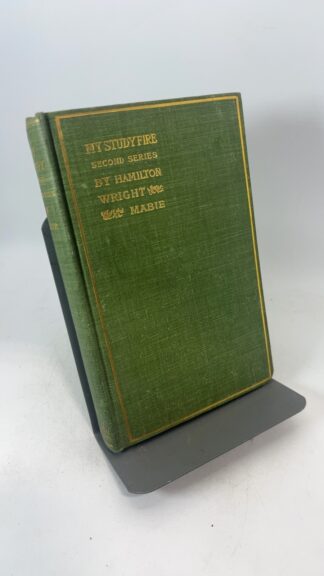 MY STUDY FIRE
SECOND SERIES
BY HAMILTON
WRIGHT
MABIE